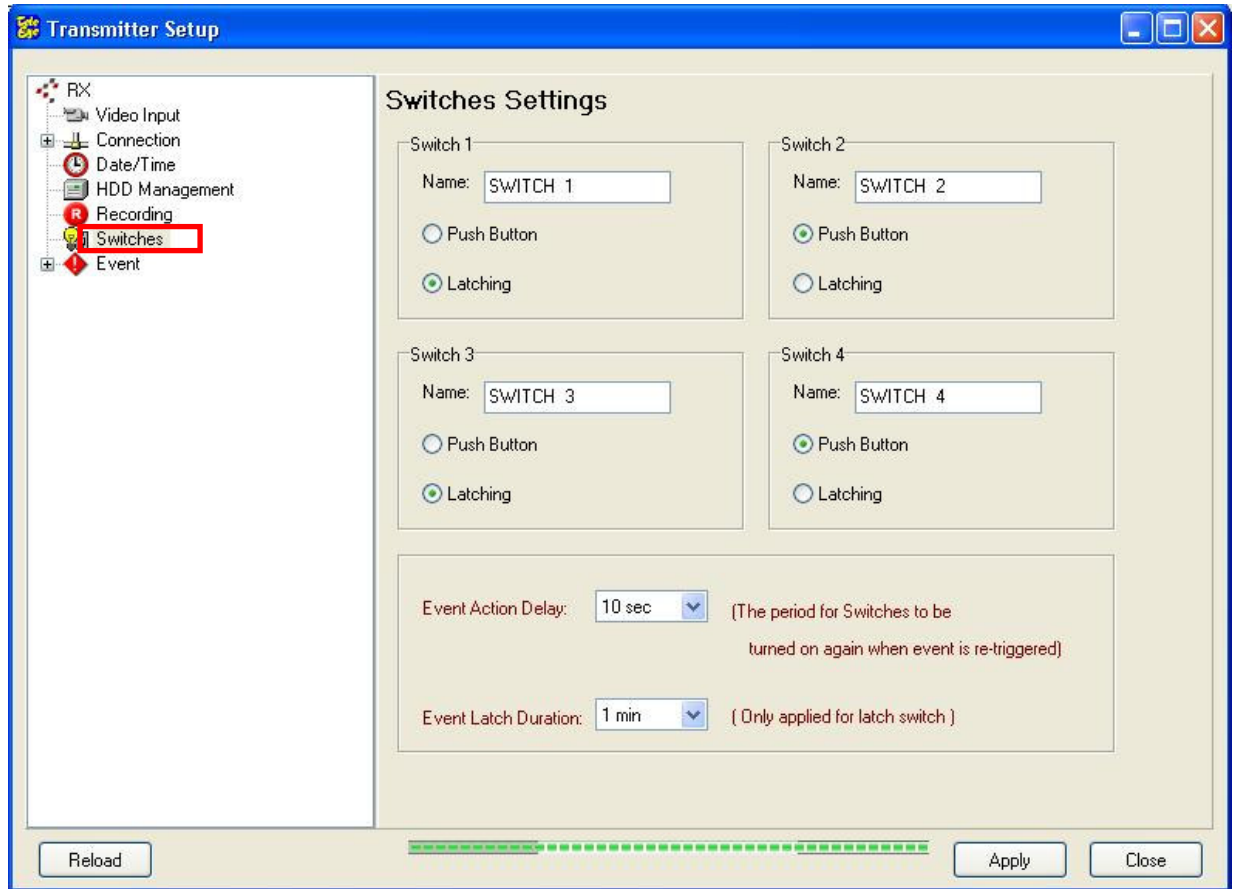 Transmitter Setup
RX
Video Input
Connection
Date/Time
HDD Management
R
Recording
Switches
Event
Switches Settings
Switch 1
Name: SWITCH 1
Push Button
Latching
Switch 2
Name: SWITCH 2
Push Button
Latching
Switch 3
Name: SWITCH 3
Push Button
Latching
Switch 4
Name: SWITCH 4
Push Button
Latching
Event Action Delay: 10 sec (The period for Switches to be
turned on again when event is re-triggered)
Event Latch Duration: 1 min ( Only applied for latch switch )
Reload
Apply
Close